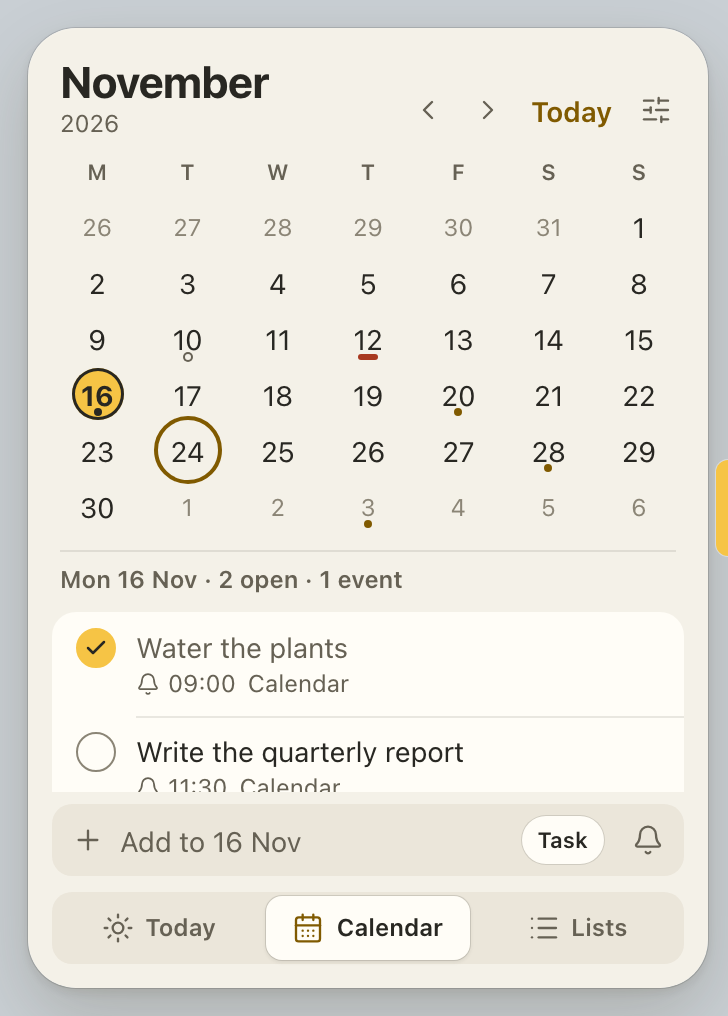 November
2026
Today
M T W T F S S
26 27 28 29 30 31 1
2 3 4 5 6 7 8
9 10 11 12 13 14 15
16 17 18 19 20 21 22
23 24 25 26 27 28 29
30 1 2 3 4 5 6
Mon 16 Nov · 2 open · 1 event
Water the plants
09:00 Calendar
Write the quarterly report
11:30 Calendar
Add to 16 Nov Task
Today Calendar Lists